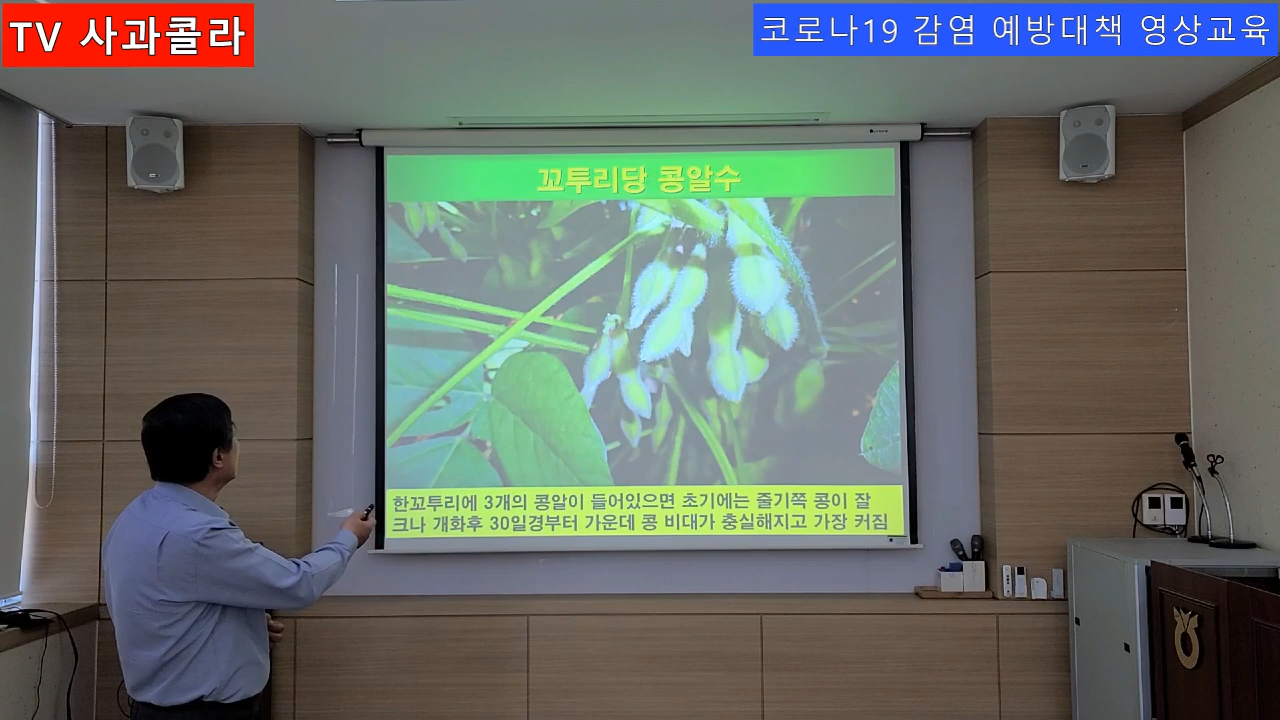 TV 사과콜라
코로나19 감염 예방대책 영상교육
꼬투리당 콩알수
한꼬투리에 3개의 콩알이 들어있으면 초기에는 줄기쪽 콩이 잘
크나 개화후 30일경부터 가운데 콩 비대가 충실해지고 가장 커짐